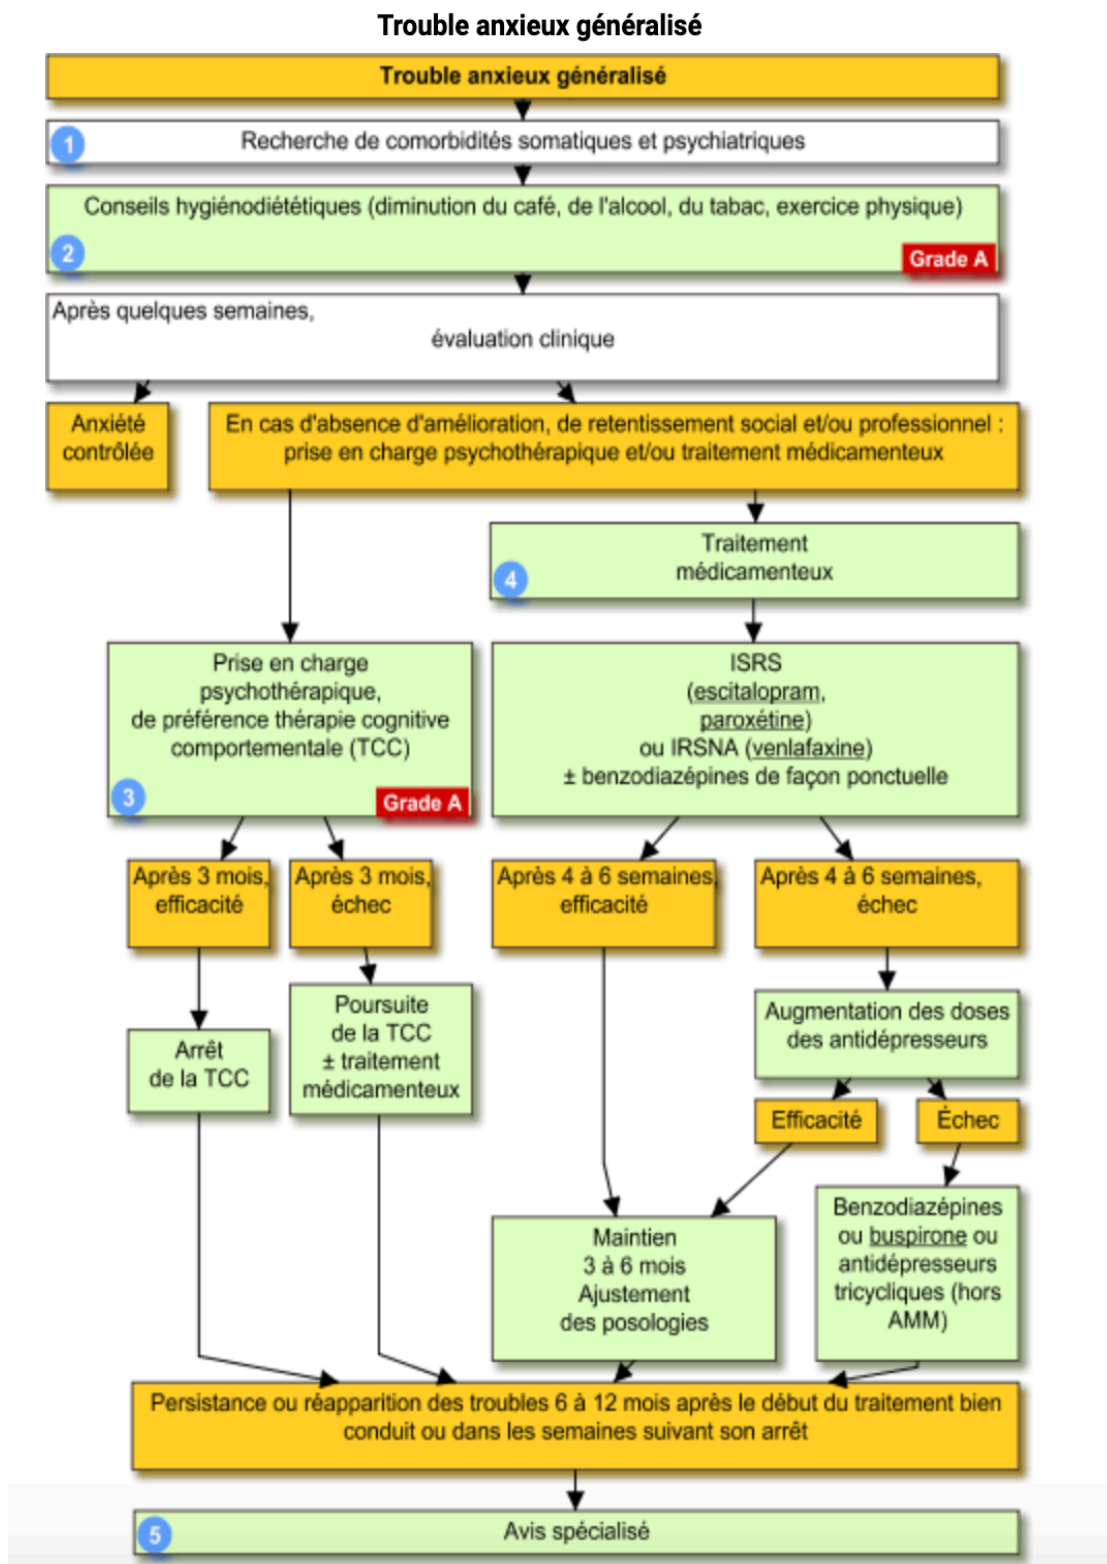 Trouble anxieux généralisé
Trouble anxieux généralisé
1
Recherche de comorbidités somatiques et psychiatriques
Conseils hygiénodiététiques (diminution du café, de l'alcool, du tabac, exercice physique)
2
Grade A
Après quelques semaines,
évaluation clinique
Anxiété
contrôlée
En cas d'absence d'amélioration, de retentissement social et/ou professionnel :
prise en charge psychothérapique et/ou traitement médicamenteux
Traitement
médicamenteux
4
Prise en charge
psychothérapique,
de préférence thérapie cognitive
comportementale (TCC)
3
Grade A
ISRS
(escitalopram,
paroxétine)
ou IRSNA (venlafaxine)
± benzodiazépines de façon ponctuelle
Après 3 mois,
efficacité
Après 3 mois,
échec
Après 4 à 6 semaines,
efficacité
Après 4 à 6 semaines,
échec
Arrêt
de la TCC
Poursuite
de la TCC
± traitement
médicamenteux
Augmentation des doses
des antidépresseurs
Efficacité
Échec
Maintien
3 à 6 mois
Ajustement
des posologies
Benzodiazépines
ou buspirone ou
antidépresseurs
tricycliques (hors
AMM)
Persistance ou réapparition des troubles 6 à 12 mois après le début du traitement bien
conduit ou dans les semaines suivant son arrêt
5
Avis spécialisé